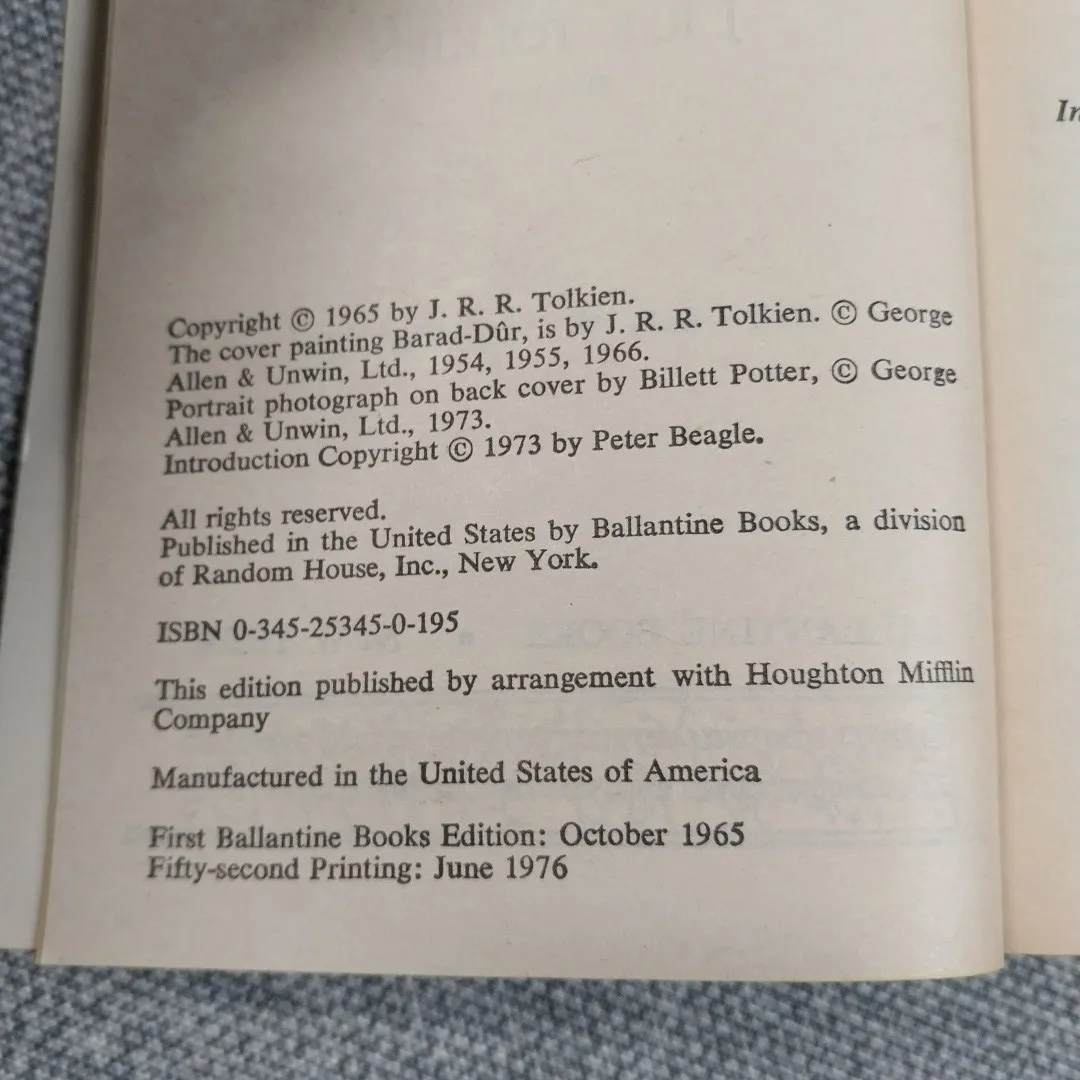 Copyright © 1965 by J. R. R. Tolkien.
The cover painting Barad-Dûr, is by J. R. R. Tolkien. © George
Allen & Unwin, Ltd., 1954, 1955, 1966.
Portrait photograph on back cover by Billett Potter, © George
Allen & Unwin, Ltd., 1973.
Introduction Copyright © 1973 by Peter Beagle.
All rights reserved.
Published in the United States by Ballantine Books, a division
of Random House, Inc., New York.
ISBN 0-345-25345-0-195
This edition published by arrangement with Houghton Mifflin
Company
Manufactured in the United States of America
First Ballantine Books Edition: October 1965
Fifty-second Printing: June 1976